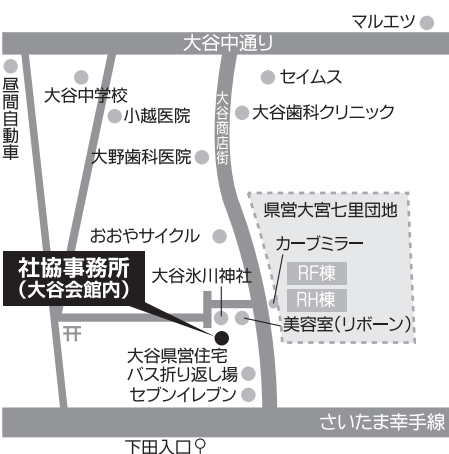 マルエツ
大谷中通り
セイムス
大谷中学校
昼間自動車
小越医院
大谷商店街
大谷歯科クリニック
大野歯科医院
県営大宮七里団地
おおやサイクル
カーブミラー
社協事務所
（大谷会館内）
大谷氷川神社
RF棟
RH棟
美容室（リボーン）
大谷県営住宅
バス折り返し場
セブンイレブン
さいたま幸手線
下田入口